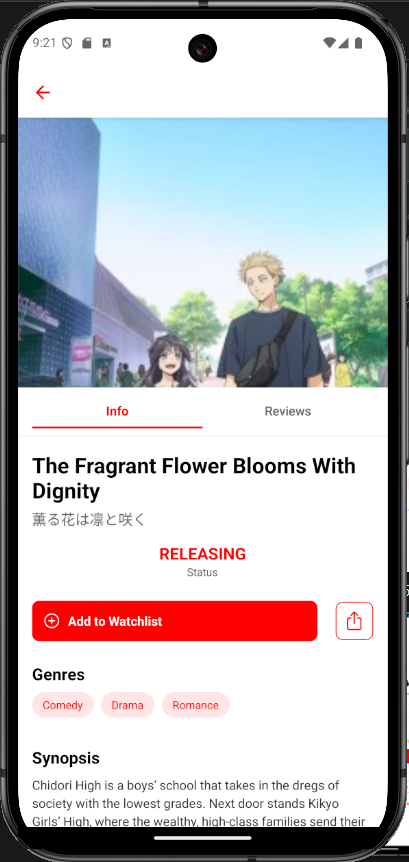 9:21
Info
Reviews
The Fragrant Flower Blooms With
Dignity
薫る花は凛と咲く
RELEASING
Status
Add to Watchlist
Genres
Comedy
Drama
Romance
Synopsis
Chidori High is a boys’ school that takes in the dregs of
society with the lowest grades. Next door stands Kikyo
Girls’ High, where the wealthy, high-class families send their